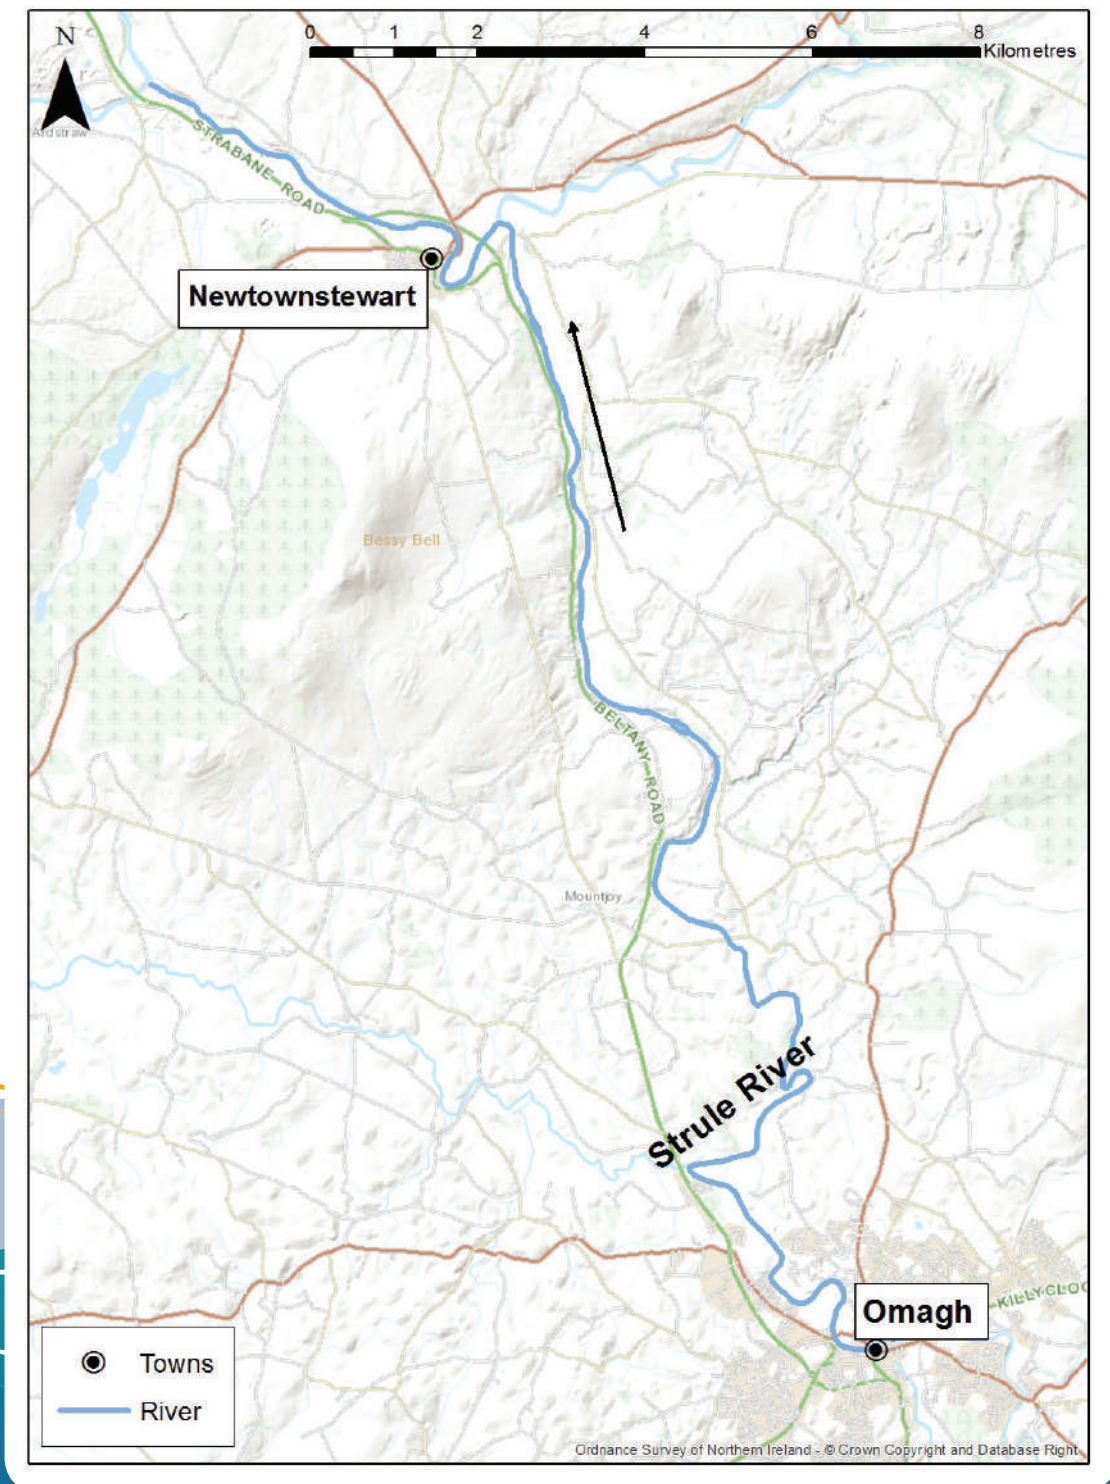 N
0 1 2 4 6 8
Kilometres
Ardstraw
STRABANE ROAD
Newtownstewart
Bessy Bell
BELTANY ROAD
Mountjoy
Strule River
Omagh
KILLYCLOG
Towns
River
Ordnance Survey of Northern Ireland - © Crown Copyright and Database Right